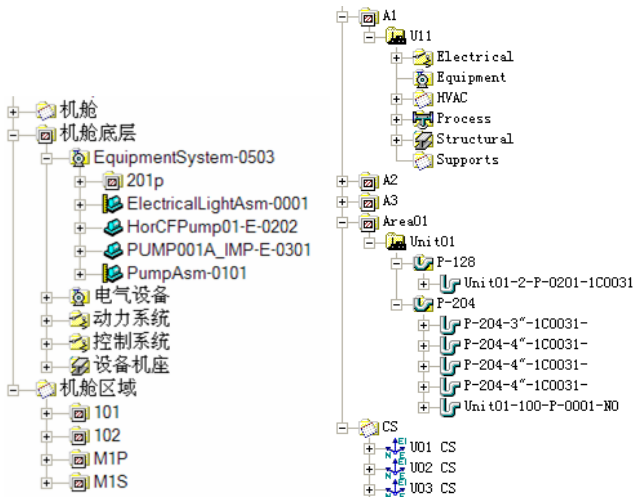 机舱
机舱底层
EquipmentSystem-0503
201p
ElectricalLightAsm-0001
HorCFPump01-E-0202
PUMP001A_IMP-E-0301
PumpAsm-0101
电气设备
动力系统
控制系统
设备机座
机舱区域
101
102
M1P
M1S
A1
U11
Electrical
Equipment
HVAC
Process
Structural
Supports
A2
A3
Area01
Unit01
P-128
Unit01-2-P-0201-1C0031
P-204
P-204-3"-1C0031-
P-204-4"-1C0031-
P-204-4"-1C0031-
P-204-4"-1C0031-
Unit01-100-P-0001-N0
CS
U01 CS
U02 CS
U03 CS